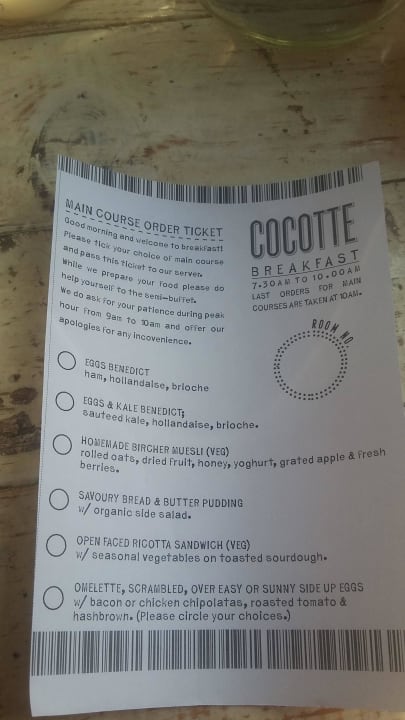 MAIN COURSE ORDER TICKET
Good morning and welcome to breakfast!
Please tick your choice of main course
and pass this ticket to our server.
While we prepare your food please do
help yourself to the semi-buffet.
We do ask for your patience during peak
hour from 9am to 10am and offer our
apologies for any incovenience.
COCOTTE
BREAKFAST
7.30AM TO 10.00AM
LAST ORDERS FOR MAIN
COURSES ARE TAKEN AT 10AM.
ROOM NO
EGGS BENEDICT
ham, hollandaise, brioche
EGGS & KALE BENEDICT;
sauteed kale, hollandaise, brioche.
HOMEMADE BIRCHER MUESLI (VEG)
rolled oats, dried fruit, honey, yoghurt, grated apple & fresh
berries.
SAVOURY BREAD & BUTTER PUDDING
w/ organic side salad.
OPEN FACED RICOTTA SANDWICH (VEG)
w/ seasonal vegetables on toasted sourdough.
OMELETTE, SCRAMBLED, OVER EASY OR SUNNY SIDE UP EGGS
w/ bacon or chicken chipolatas, roasted tomato &
hashbrown. (Please circle your choices.)